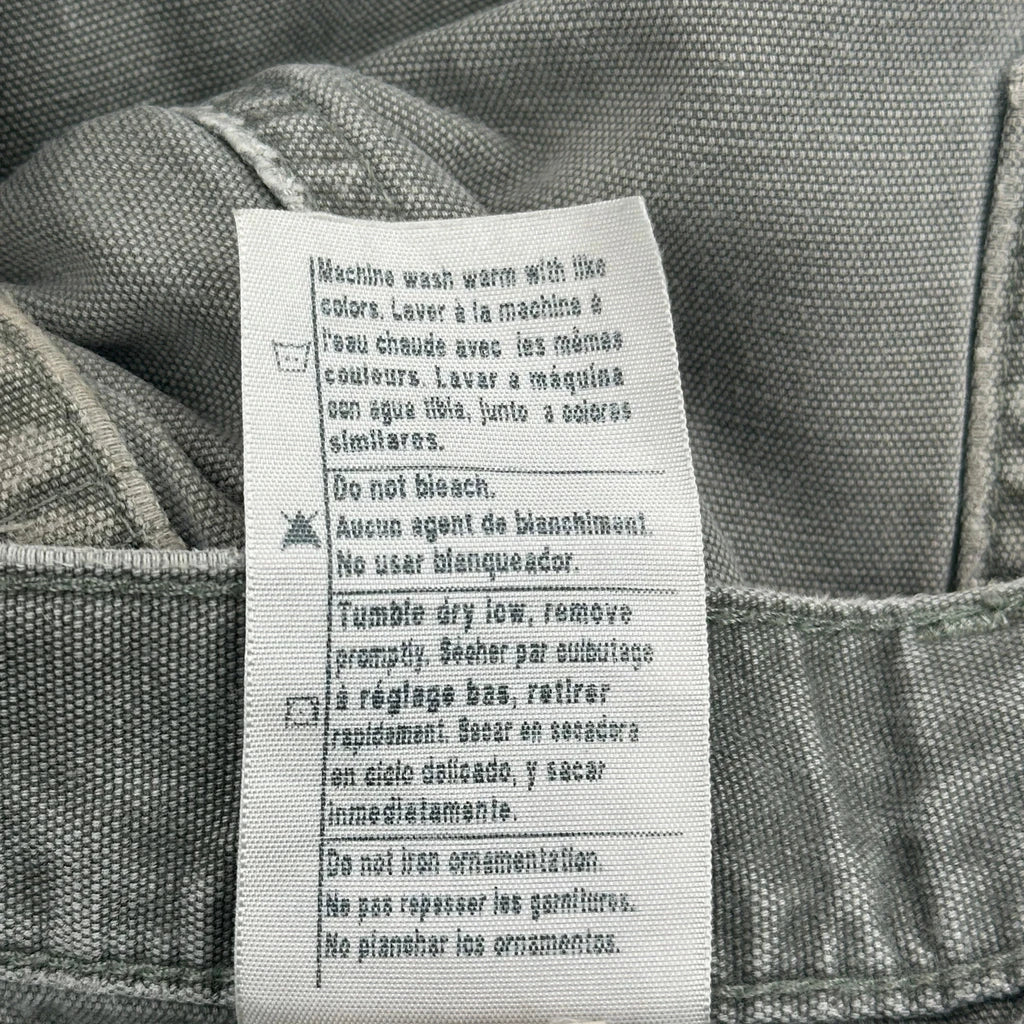 Machine wash warm with like
colors. Laver à la machine à
l'eau chaude avec les mêmes
couleurs. Lavar a máquina
con agua tibia, junto a colores
similares.
Do not bleach.
Aucun agent de blanchiment.
No usar blanqueador.
Tumble dry low, remove
promptly. Sécher par culbutage
à réglage bas, retirer
rapidement. Secar en secadora
en ciclo delicado, y sacar
inmediatamente.
Do not iron ornamentation
Ne pas repasser les garnitures.
No planchar los ornamentos.